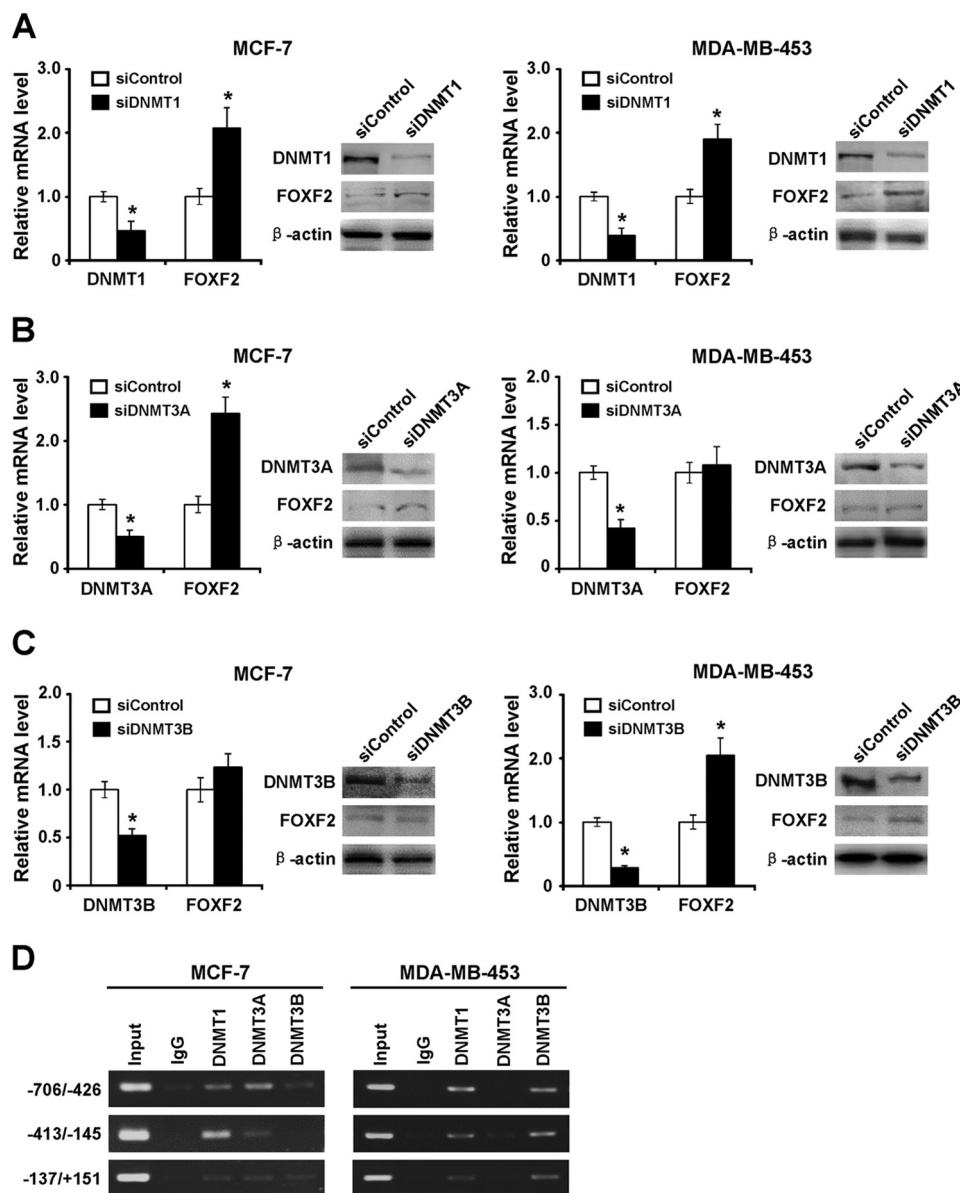 A
MCF-7
Relative mRNA level
3.0
2.0
1.0
0
siControl
siDNMT1
*
*
DNMT1
FOXF2
siControl
siDNMT1
DNMT1
FOXF2
β-actin
MDA-MB-453
Relative mRNA level
3.0
2.0
1.0
0
siControl
siDNMT1
*
*
DNMT1
FOXF2
siControl
siDNMT1
DNMT1
FOXF2
β-actin
B
MCF-7
Relative mRNA level
3.0
2.0
1.0
0
siControl
siDNMT3A
*
*
DNMT3A
FOXF2
siControl
siDNMT3A
DNMT3A
FOXF2
β-actin
MDA-MB-453
Relative mRNA level
2.0
1.5
1.0
0.5
0
siControl
siDNMT3A
*
DNMT3A
FOXF2
siControl
siDNMT3A
DNMT3A
FOXF2
β-actin
C
MCF-7
Relative mRNA level
2.0
1.5
1.0
0.5
0
siControl
siDNMT3B
*
DNMT3B
FOXF2
siControl
siDNMT3B
DNMT3B
FOXF2
β-actin
MDA-MB-453
Relative mRNA level
3.0
2.0
1.0
0
siControl
siDNMT3B
*
*
DNMT3B
FOXF2
siControl
siDNMT3B
DNMT3B
FOXF2
β-actin
D
MCF-7
Input
IgG
DNMT1
DNMT3A
DNMT3B
MDA-MB-453
Input
IgG
DNMT1
DNMT3A
DNMT3B
-706/-426
-413/-145
-137/+151